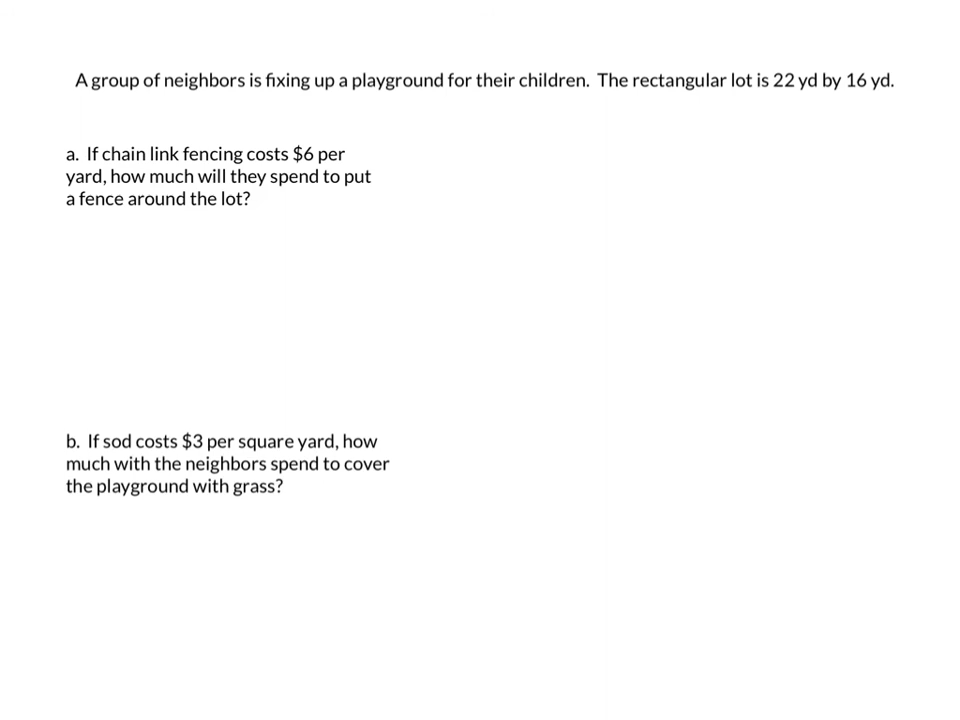 A group of neighbors is fixing up a playground for their children. The rectangular lot is 22 yd by 16 yd.
a. If chain link fencing costs $6 per
yard, how much will they spend to put
a fence around the lot?
b. If sod costs $3 per square yard, how
much with the neighbors spend to cover
the playground with grass?